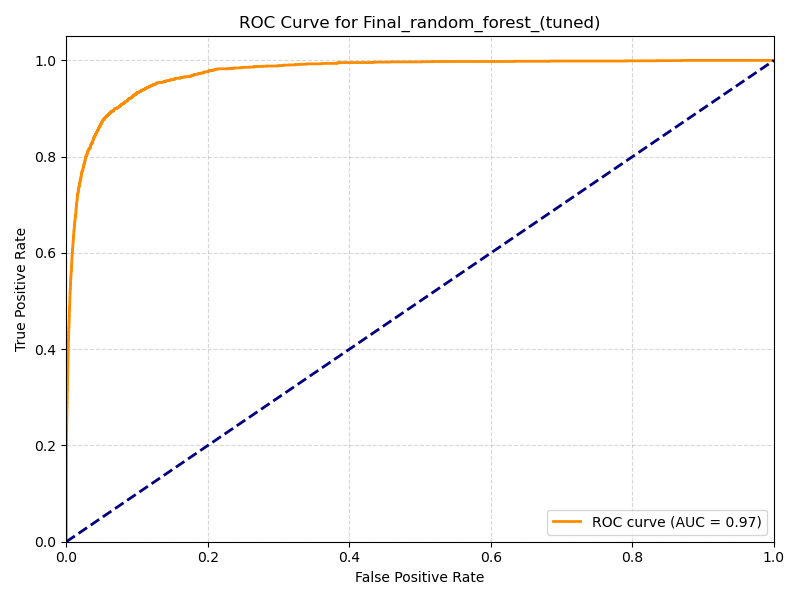 ROC Curve for Final_random_forest_(tuned)
True Positive Rate
1.0
0.8
0.6
0.4
0.2
0.0
ROC curve (AUC = 0.97)
0.0 0.2 0.4 0.6 0.8 1.0
False Positive Rate